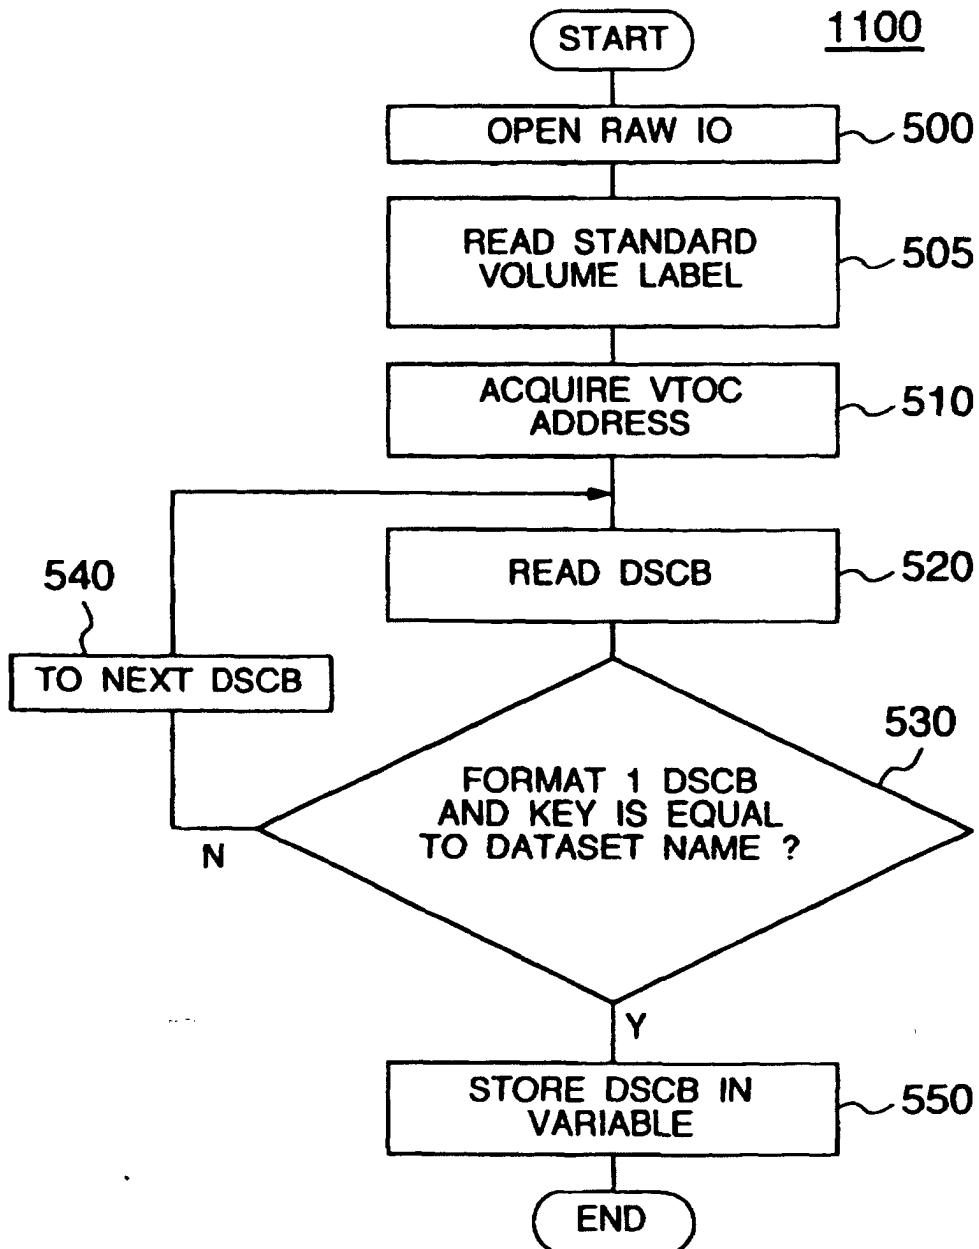 1100
START
OPEN RAW IO
500
READ STANDARD
VOLUME LABEL
505
ACQUIRE VTOC
ADDRESS
510
READ DSCB
520
540
TO NEXT DSCB
530
FORMAT 1 DSCB
AND KEY IS EQUAL
TO DATASET NAME ?
N
Y
STORE DSCB IN
VARIABLE
550
END